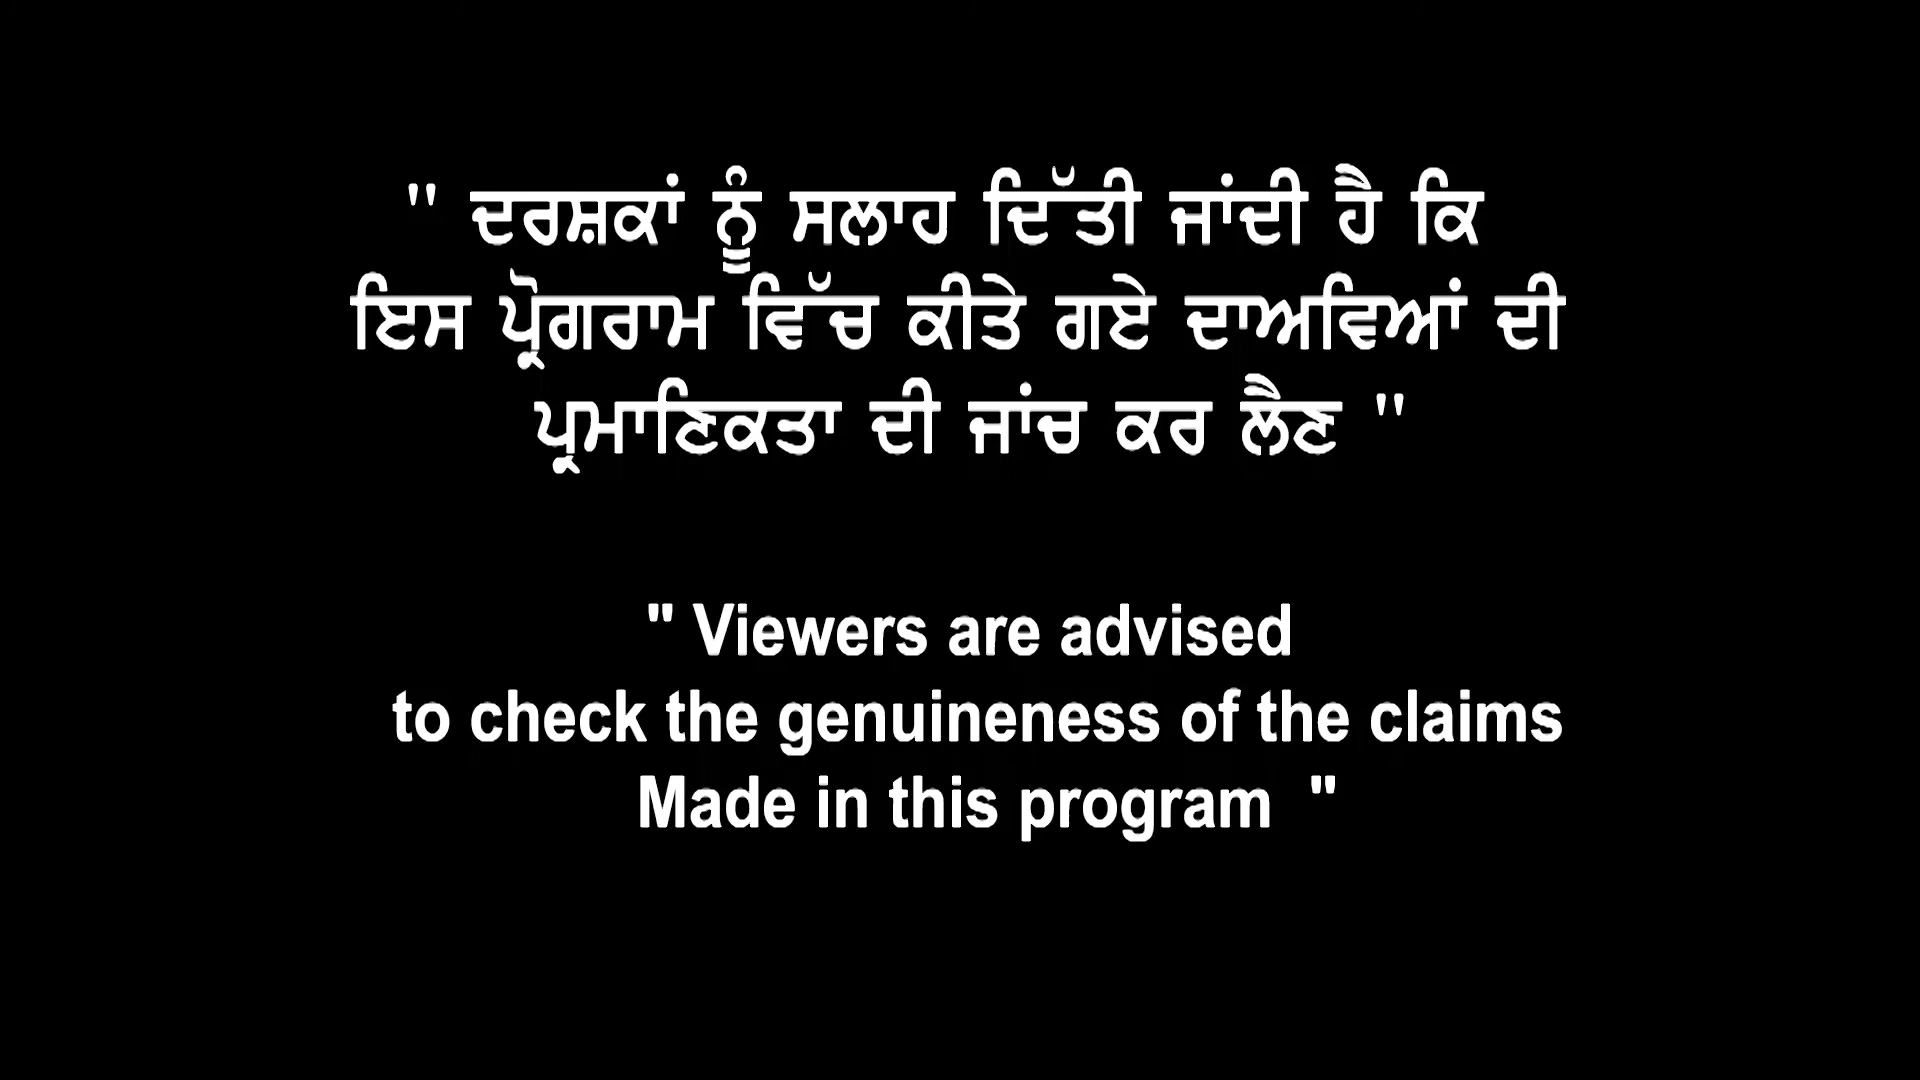 " ਦਰਸ਼ਕਾਂ ਨੂੰ ਸਲਾਹ ਦਿੱਤੀ ਜਾਂਦੀ ਹੈ ਕਿ
ਇਸ ਪ੍ਰੋਗਰਾਮ ਵਿੱਚ ਕੀਤੇ ਗਏ ਦਾਅਵਿਆਂ ਦੀ
ਪ੍ਰਮਾਣਿਕਤਾ ਦੀ ਜਾਂਚ ਕਰ ਲੈਣ "
" Viewers are advised
to check the genuineness of the claims
Made in this program "